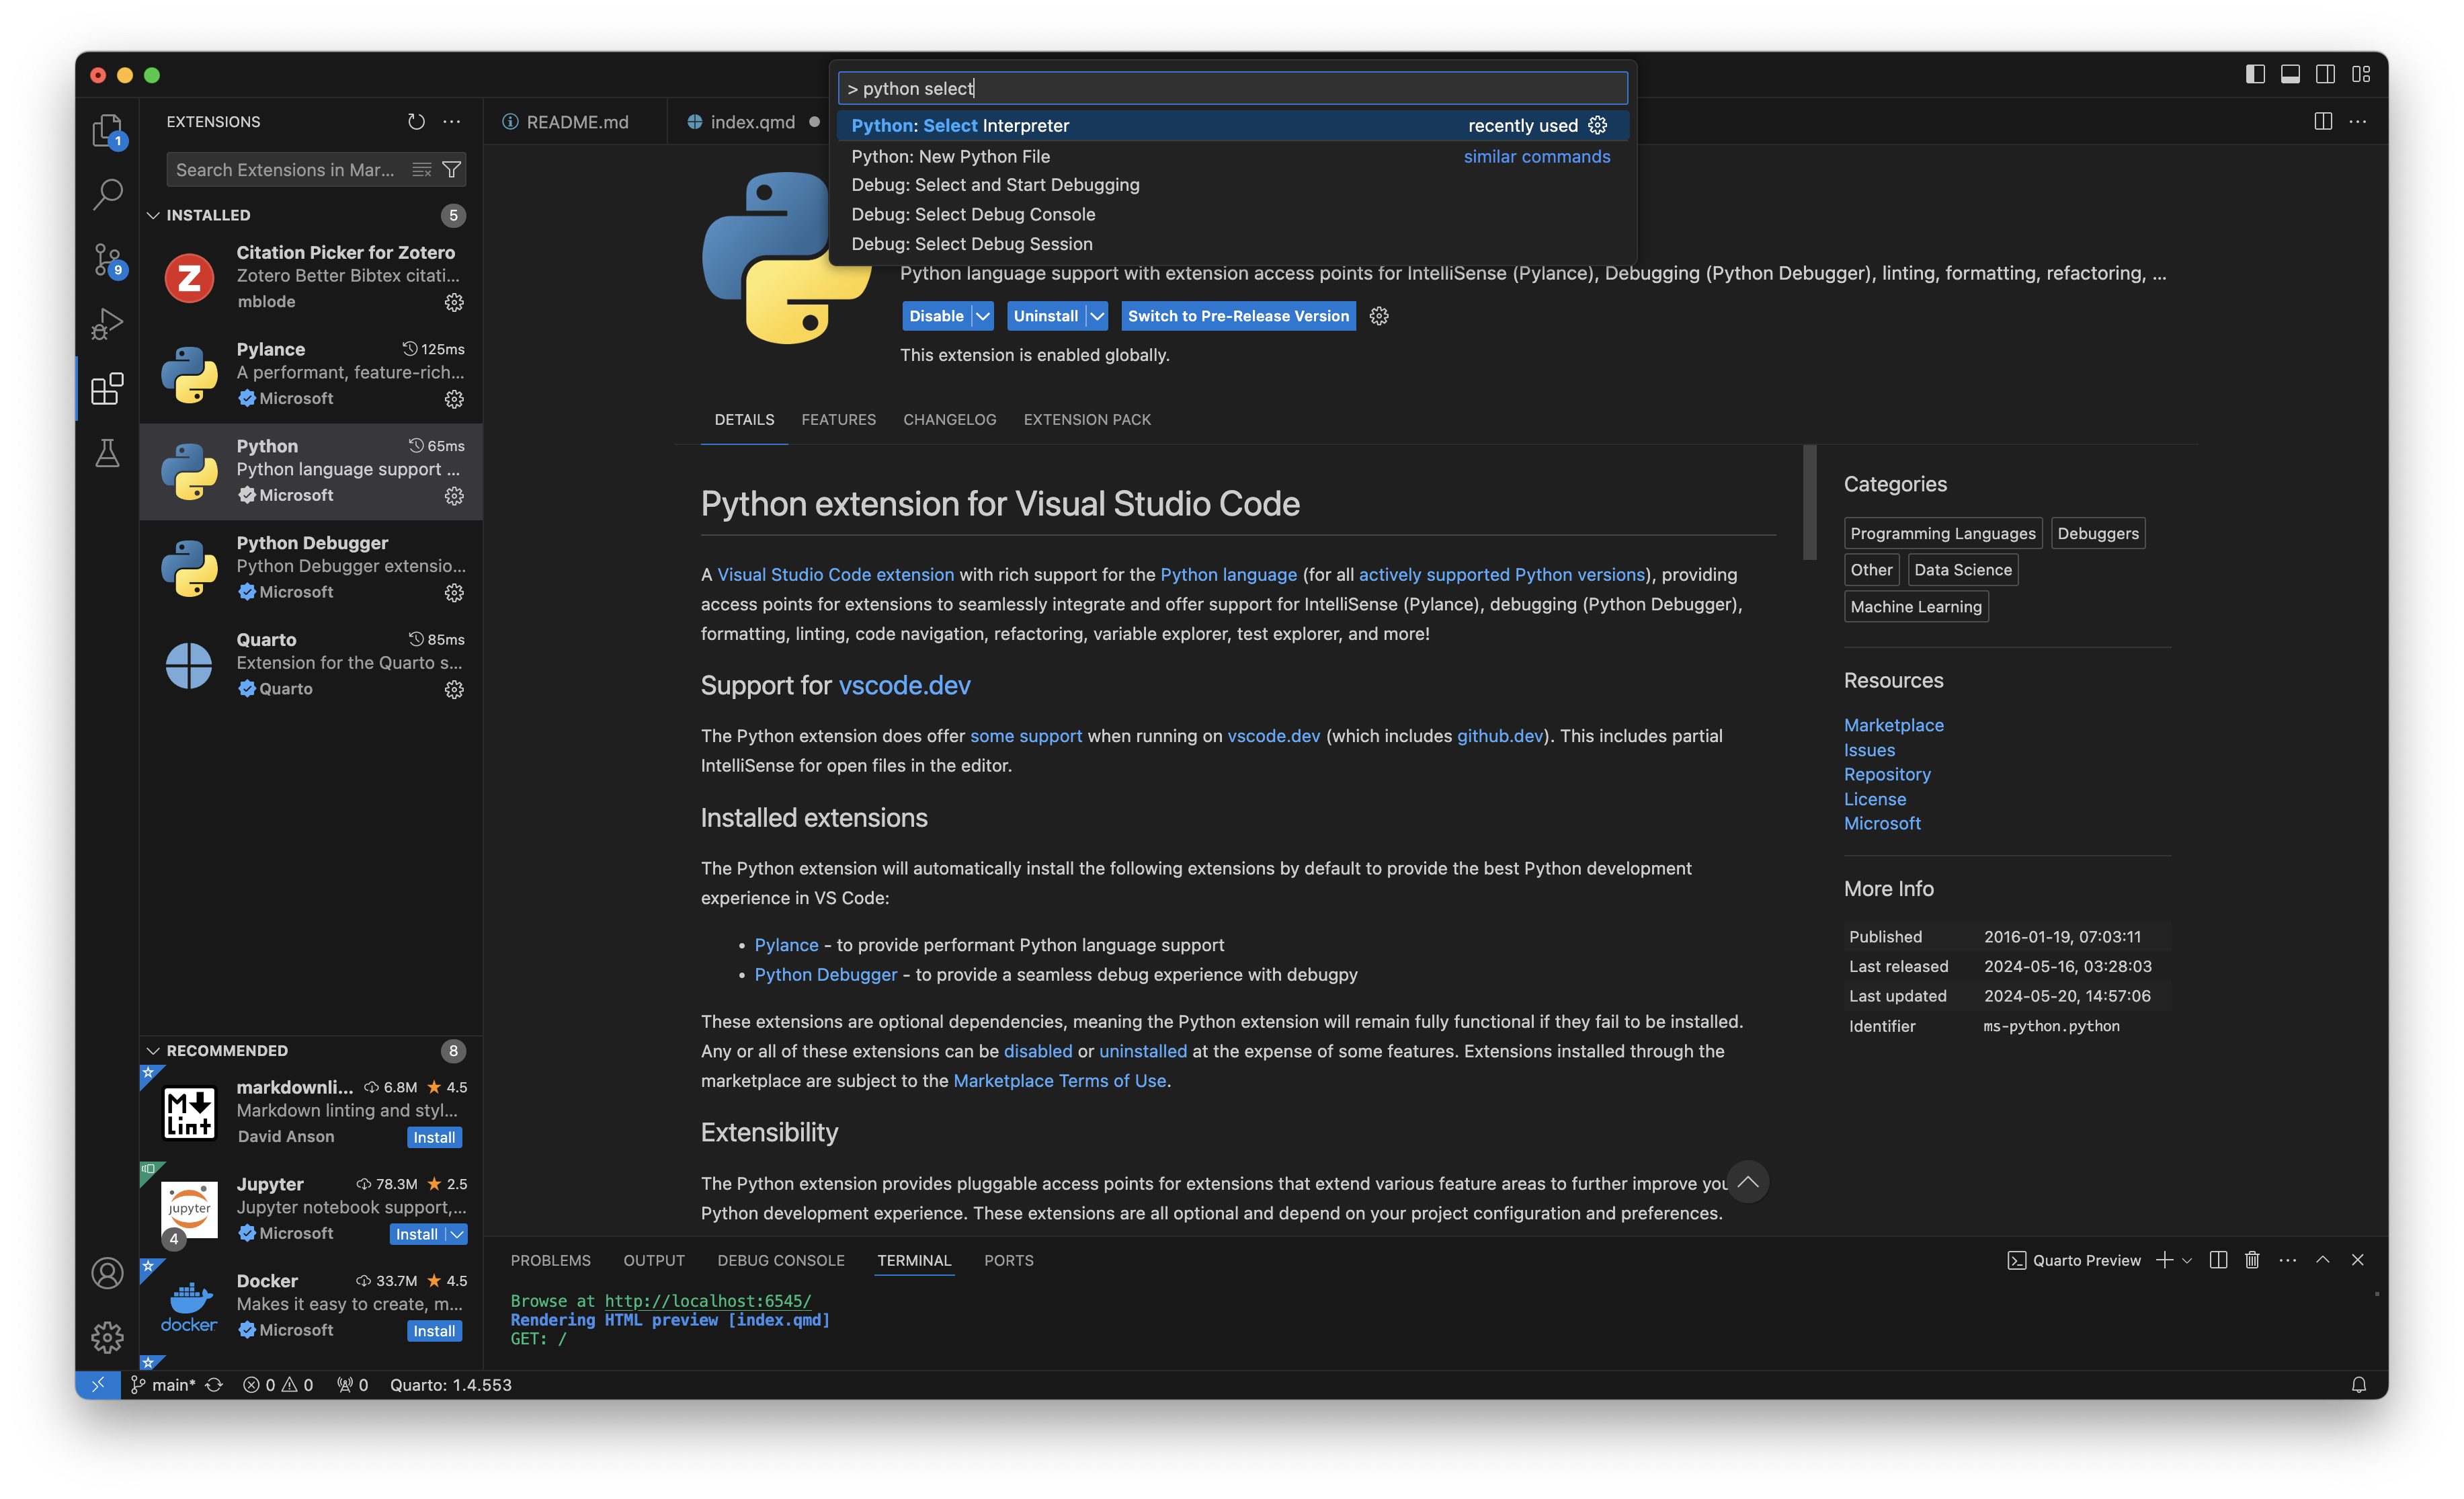 > python select
Python: Select Interpreter recently used
Python: New Python File similar commands
Debug: Select and Start Debugging
Debug: Select Debug Console
Debug: Select Debug Session
EXTENSIONS
Search Extensions in Mar...
INSTALLED 5
Citation Picker for Zotero
Zotero Better Bibtex citati...
mblode
Pylance 125ms
A performant, feature-rich...
Microsoft
Python 65ms
Python language support ...
Microsoft
Python Debugger
Python Debugger extensio...
Microsoft
Quarto 85ms
Extension for the Quarto s...
Quarto
RECOMMENDED 8
markdownli... 6.8M 4.5
Markdown linting and styl...
David Anson Install
M
Lint
Jupyter 78.3M 2.5
Jupyter notebook support,...
Microsoft Install
jupyter
4
Docker 33.7M 4.5
Makes it easy to create, m...
Microsoft Install
docker
1
9
Z
README.md
index.qmd
Python language support with extension access points for IntelliSense (Pylance), Debugging (Python Debugger), linting, formatting, refactoring, ...
Disable Uninstall Switch to Pre-Release Version
This extension is enabled globally.
DETAILS FEATURES CHANGELOG EXTENSION PACK
Python extension for Visual Studio Code
A Visual Studio Code extension with rich support for the Python language (for all actively supported Python versions), providing
access points for extensions to seamlessly integrate and offer support for IntelliSense (Pylance), debugging (Python Debugger),
formatting, linting, code navigation, refactoring, variable explorer, test explorer, and more!
Support for vscode.dev
The Python extension does offer some support when running on vscode.dev (which includes github.dev). This includes partial
IntelliSense for open files in the editor.
Installed extensions
The Python extension will automatically install the following extensions by default to provide the best Python development
experience in VS Code:
• Pylance - to provide performant Python language support
• Python Debugger - to provide a seamless debug experience with debugpy
These extensions are optional dependencies, meaning the Python extension will remain fully functional if they fail to be installed.
Any or all of these extensions can be disabled or uninstalled at the expense of some features. Extensions installed through the
marketplace are subject to the Marketplace Terms of Use.
Extensibility
The Python extension provides pluggable access points for extensions that extend various feature areas to further improve you
Python development experience. These extensions are all optional and depend on your project configuration and preferences.
Categories
Programming Languages Debuggers
Other Data Science
Machine Learning
Resources
Marketplace
Issues
Repository
License
Microsoft
More Info
Published 2016-01-19, 07:03:11
Last released 2024-05-16, 03:28:03
Last updated 2024-05-20, 14:57:06
Identifier ms-python.python
PROBLEMS OUTPUT DEBUG CONSOLE TERMINAL PORTS Quarto Preview
Browse at http://localhost:6545/
Rendering HTML preview [index.qmd]
GET: /
main* 0 0 0 Quarto: 1.4.553